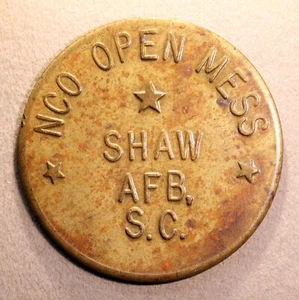 NCO OPEN MESS
SHAW
AFB,
S.C.